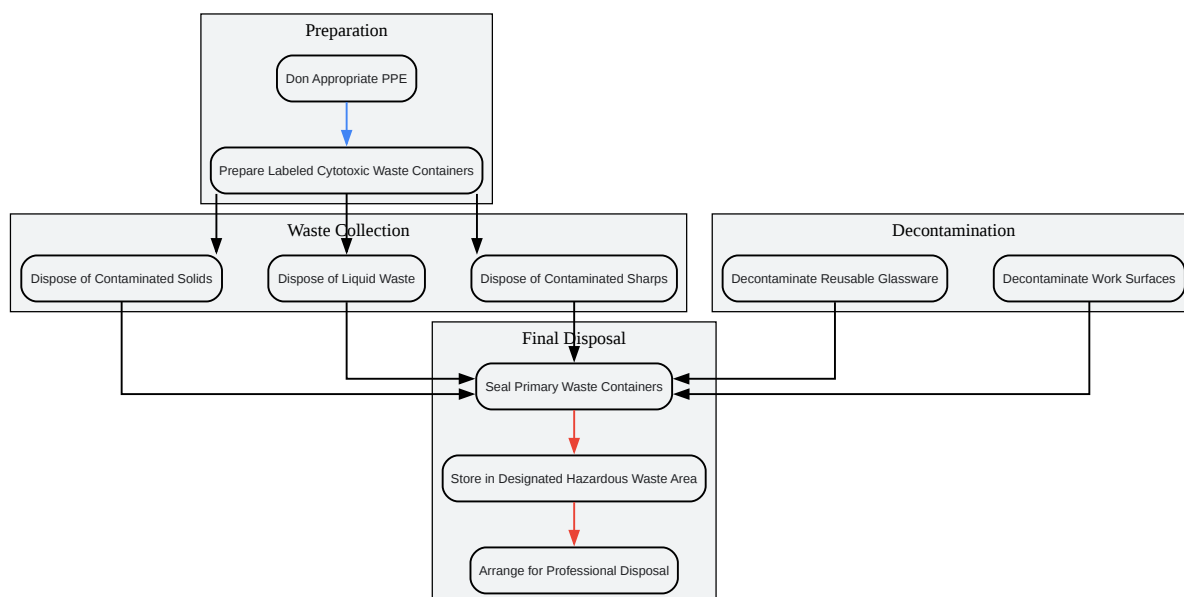 Preparation
Don Appropriate PPE
Prepare Labeled Cytotoxic Waste Containers
Waste Collection
Decontamination
Dispose of Contaminated Solids
Dispose of Liquid Waste
Dispose of Contaminated Sharps
Decontaminate Reusable Glassware
Decontaminate Work Surfaces
Final Disposal
Seal Primary Waste Containers
Store in Designated Hazardous Waste Area
Arrange for Professional Disposal